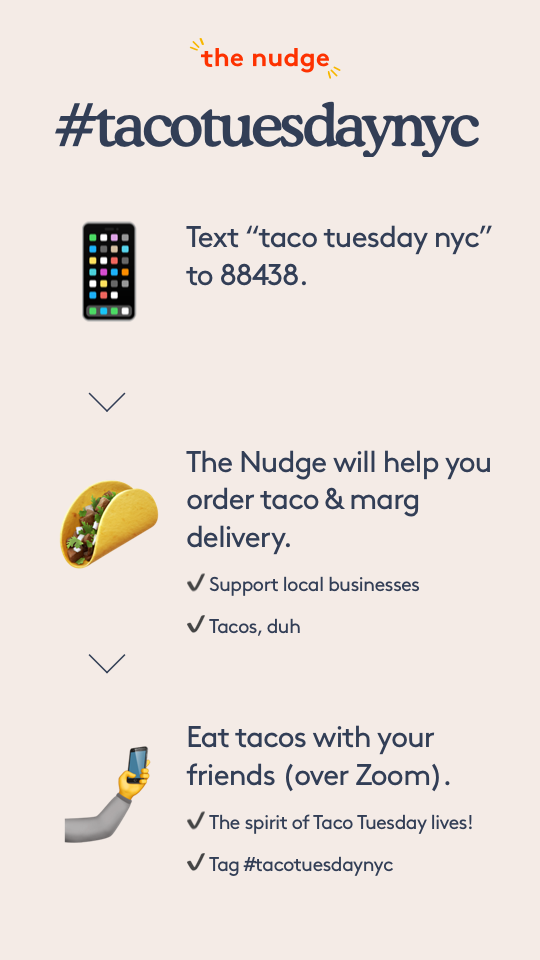 the nudge
#tacotuesdaynyc
Text “taco tuesday nyc”
to 88438.
The Nudge will help you
order taco & marg
delivery.
✔ Support local businesses
✔ Tacos, duh
Eat tacos with your
friends (over Zoom).
✔ The spirit of Taco Tuesday lives!
✔ Tag #tacotuesdaynyc